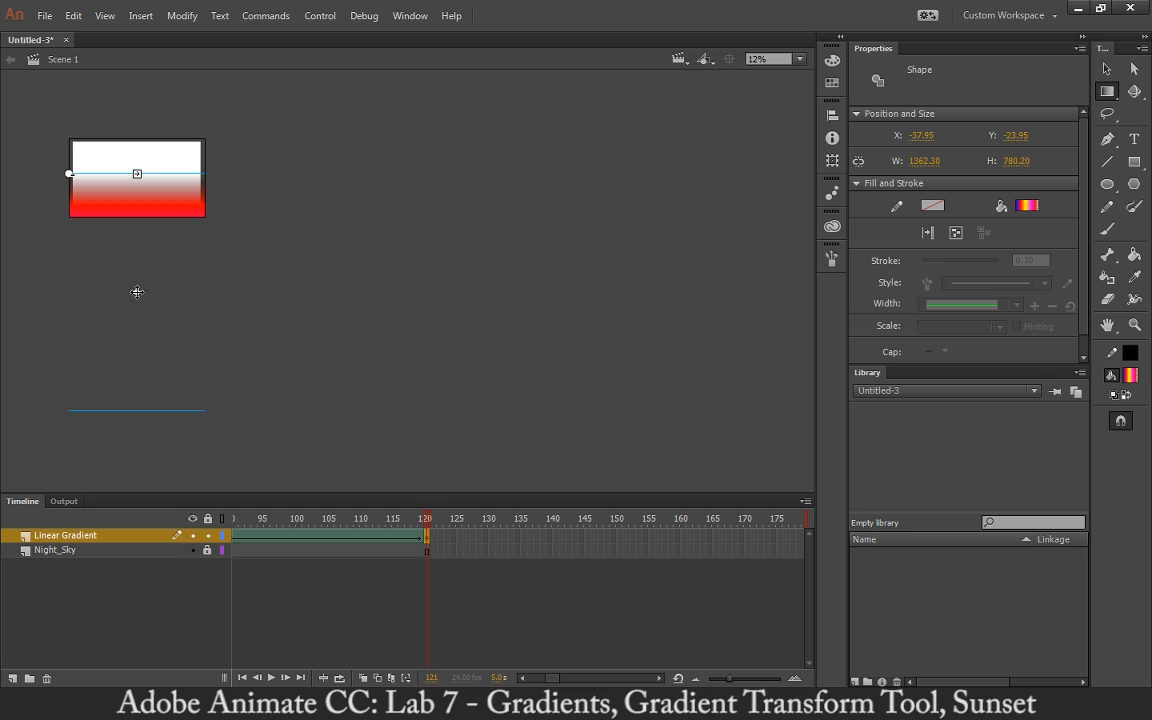 An File Edit View Insert Modify Text Commands Control Debug Window Help Custom Workspace
Untitled-3* ×
Scene 1 12%
Properties T...
Shape
Position and Size
X: -37.95 Y: -23.95
W: 1362.30 H: 780.20
Fill and Stroke
Stroke: 0.10
Style:
Width:
Scale: Hinting
Cap:
Library
Untitled-3
Empty library
Name Linkage
Timeline Output
95 100 105 110 115 120 125 130 135 140 145 150 155 160 165 170 175
Linear Gradient
Night_Sky
121 24.00 fps 5.0 s
Adobe Animate CC: Lab 7 - Gradients, Gradient Transform Tool, Sunset